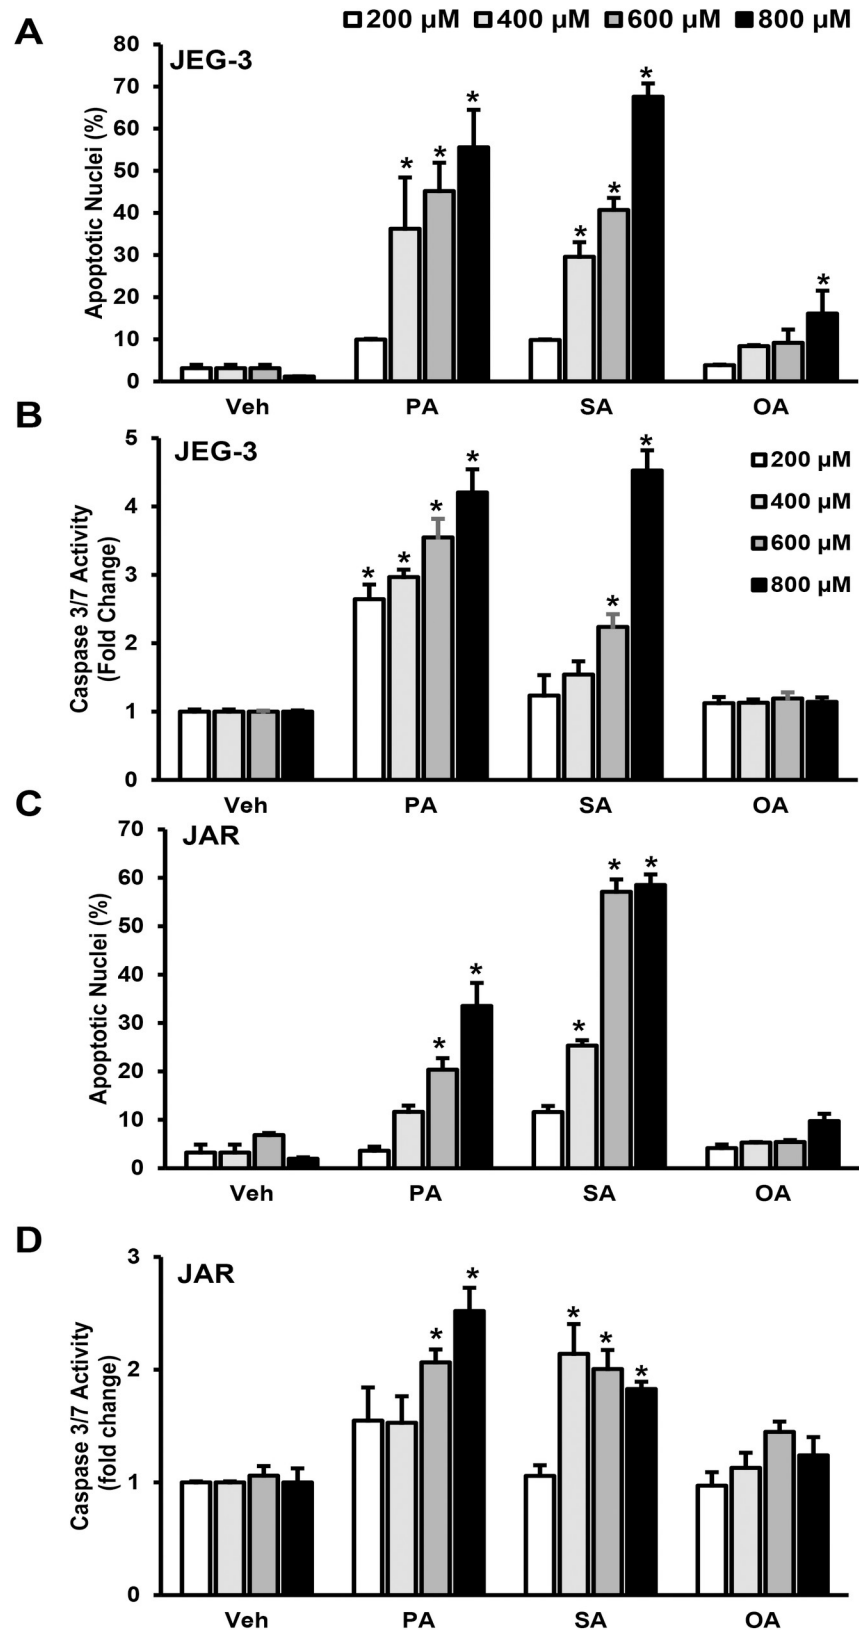 A
200 µM 400 µM 600 µM 800 µM
JEG-3
Apoptotic Nuclei (%)
80
70
60
50
40
30
20
10
0
* * * * * * *
Veh PA SA OA
B
JEG-3
Caspase 3/7 Activity
(Fold Change)
200 µM
400 µM
600 µM
800 µM
5
4
3
2
1
0
* * * * * *
Veh PA SA OA
C
JAR
Apoptotic Nuclei (%)
70
60
50
40
30
20
10
0
* * * * *
Veh PA SA OA
D
JAR
Caspase 3/7 Activity
(fold change)
3
2
1
0
* * * * *
Veh PA SA OA